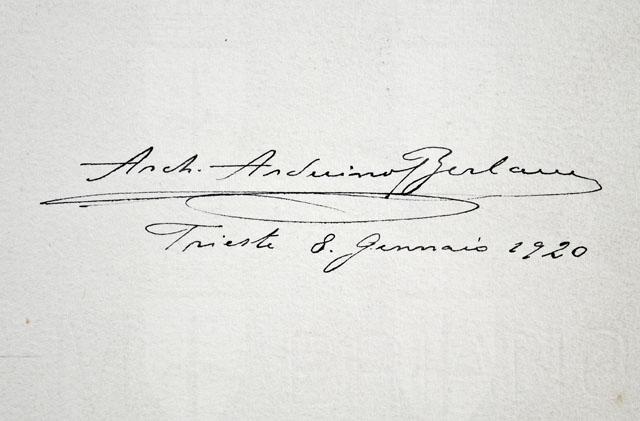 Arch. Arduino Berlam
Trieste 8. Gennaio 1920